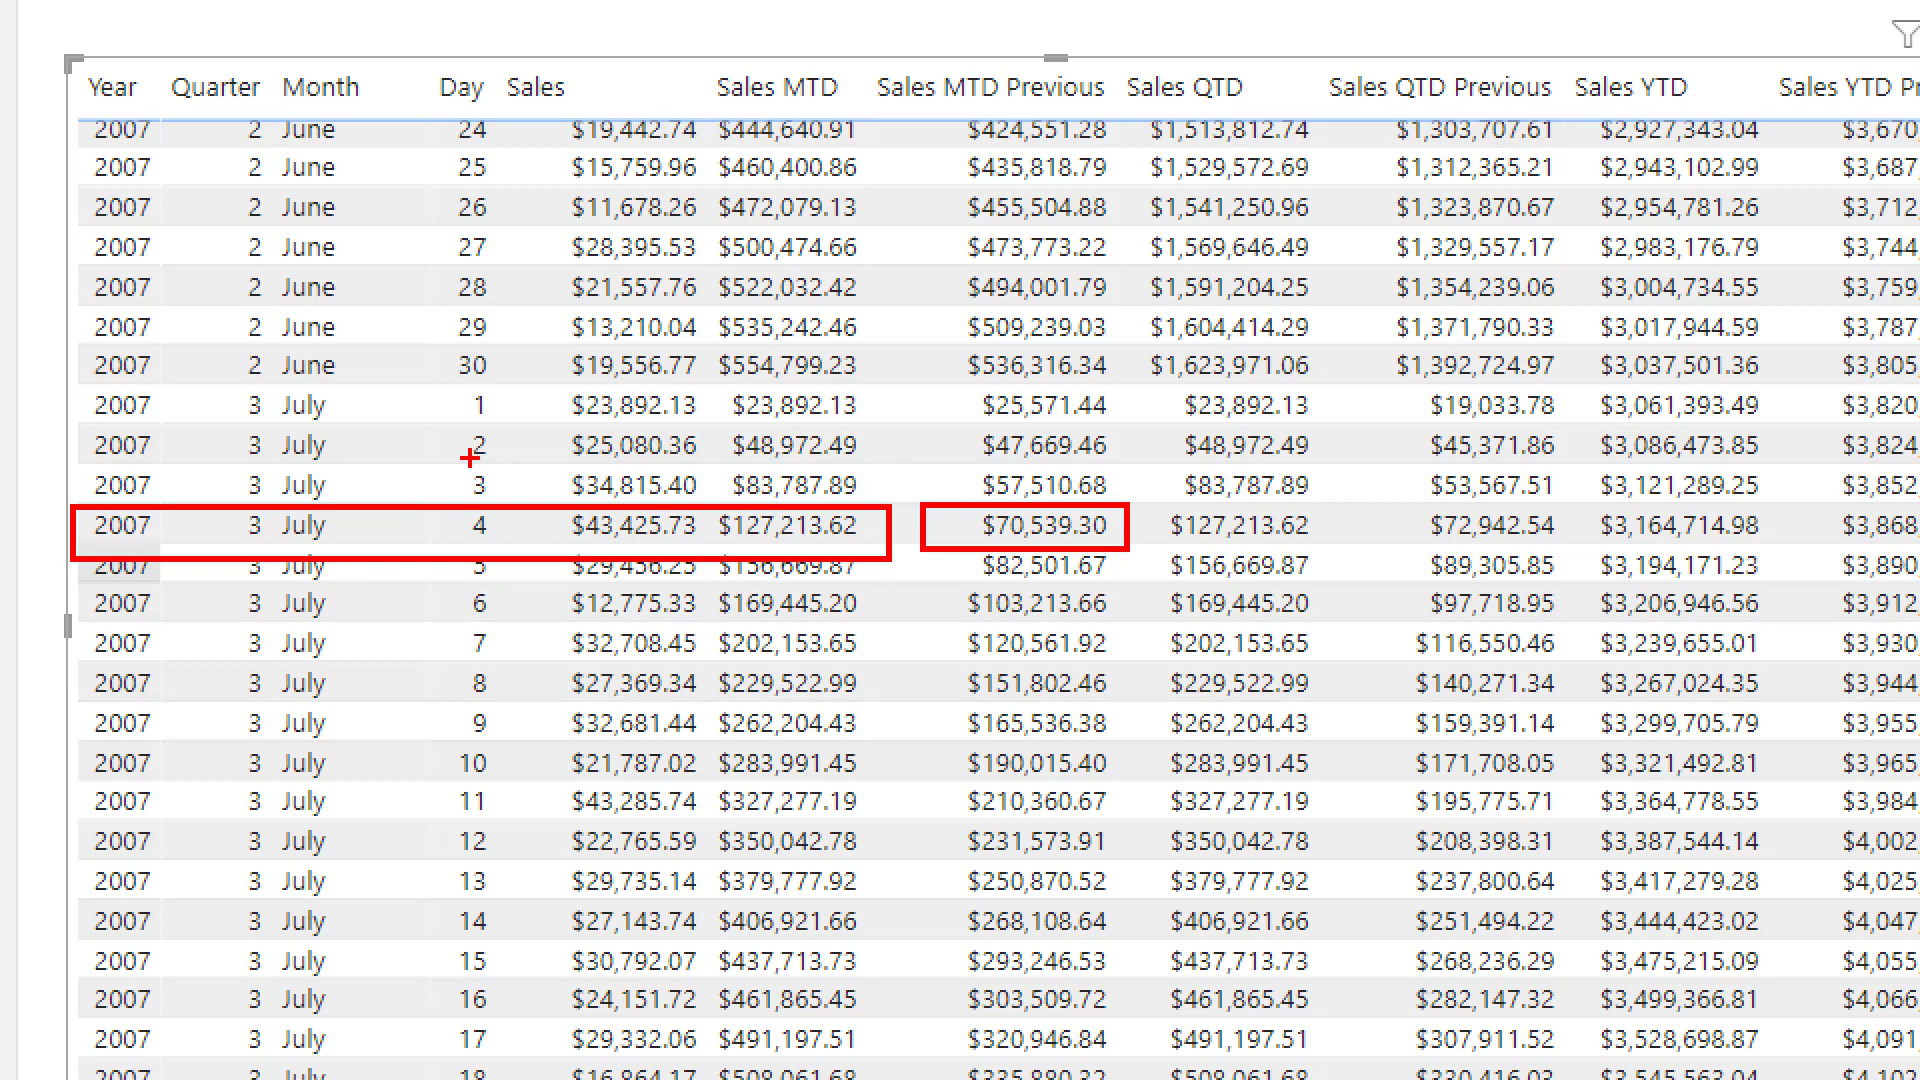 Year Quarter Month Day Sales Sales MTD Sales MTD Previous Sales QTD Sales QTD Previous Sales YTD Sales YTD Pr
2007 2 June 24 $19,442.74 $444,640.91 $424,551.28 $1,513,812.74 $1,303,707.61 $2,927,343.04 $3,670
2007 2 June 25 $15,759.96 $460,400.86 $435,818.79 $1,529,572.69 $1,312,365.21 $2,943,102.99 $3,687,
2007 2 June 26 $11,678.26 $472,079.13 $455,504.88 $1,541,250.96 $1,323,870.67 $2,954,781.26 $3,712,
2007 2 June 27 $28,395.53 $500,474.66 $473,773.22 $1,569,646.49 $1,329,557.17 $2,983,176.79 $3,744,
2007 2 June 28 $21,557.76 $522,032.42 $494,001.79 $1,591,204.25 $1,354,239.06 $3,004,734.55 $3,759,
2007 2 June 29 $13,210.04 $535,242.46 $509,239.03 $1,604,414.29 $1,371,790.33 $3,017,944.59 $3,787,
2007 2 June 30 $19,556.77 $554,799.23 $536,316.34 $1,623,971.06 $1,392,724.97 $3,037,501.36 $3,805,
2007 3 July 1 $23,892.13 $23,892.13 $25,571.44 $23,892.13 $19,033.78 $3,061,393.49 $3,820,
2007 3 July 2 $25,080.36 $48,972.49 $47,669.46 $48,972.49 $45,371.86 $3,086,473.85 $3,824,
2007 3 July 3 $34,815.40 $83,787.89 $57,510.68 $83,787.89 $53,567.51 $3,121,289.25 $3,852,
2007 3 July 4 $43,425.73 $127,213.62 $70,539.30 $127,213.62 $72,942.54 $3,164,714.98 $3,868,
2007 3 July 5 $29,456.25 $156,669.87 $82,501.67 $156,669.87 $89,305.85 $3,194,171.23 $3,890,
2007 3 July 6 $12,775.33 $169,445.20 $103,213.66 $169,445.20 $97,718.95 $3,206,946.56 $3,912,
2007 3 July 7 $32,708.45 $202,153.65 $120,561.92 $202,153.65 $116,550.46 $3,239,655.01 $3,930,
2007 3 July 8 $27,369.34 $229,522.99 $151,802.46 $229,522.99 $140,271.34 $3,267,024.35 $3,944,
2007 3 July 9 $32,681.44 $262,204.43 $165,536.38 $262,204.43 $159,391.14 $3,299,705.79 $3,955,
2007 3 July 10 $21,787.02 $283,991.45 $190,015.40 $283,991.45 $171,708.05 $3,321,492.81 $3,965,
2007 3 July 11 $43,285.74 $327,277.19 $210,360.67 $327,277.19 $195,775.71 $3,364,778.55 $3,984,
2007 3 July 12 $22,765.59 $350,042.78 $231,573.91 $350,042.78 $208,398.31 $3,387,544.14 $4,002,
2007 3 July 13 $29,735.14 $379,777.92 $250,870.52 $379,777.92 $237,800.64 $3,417,279.28 $4,025,
2007 3 July 14 $27,143.74 $406,921.66 $268,108.64 $406,921.66 $251,494.22 $3,444,423.02 $4,047,
2007 3 July 15 $30,792.07 $437,713.73 $293,246.53 $437,713.73 $268,236.29 $3,475,215.09 $4,055,
2007 3 July 16 $24,151.72 $461,865.45 $303,509.72 $461,865.45 $282,147.32 $3,499,366.81 $4,066,
2007 3 July 17 $29,332.06 $491,197.51 $320,946.84 $491,197.51 $307,911.52 $3,528,698.87 $4,091,
2007 3 July 18 $16,864.17 $508,061.68 $508,061.68